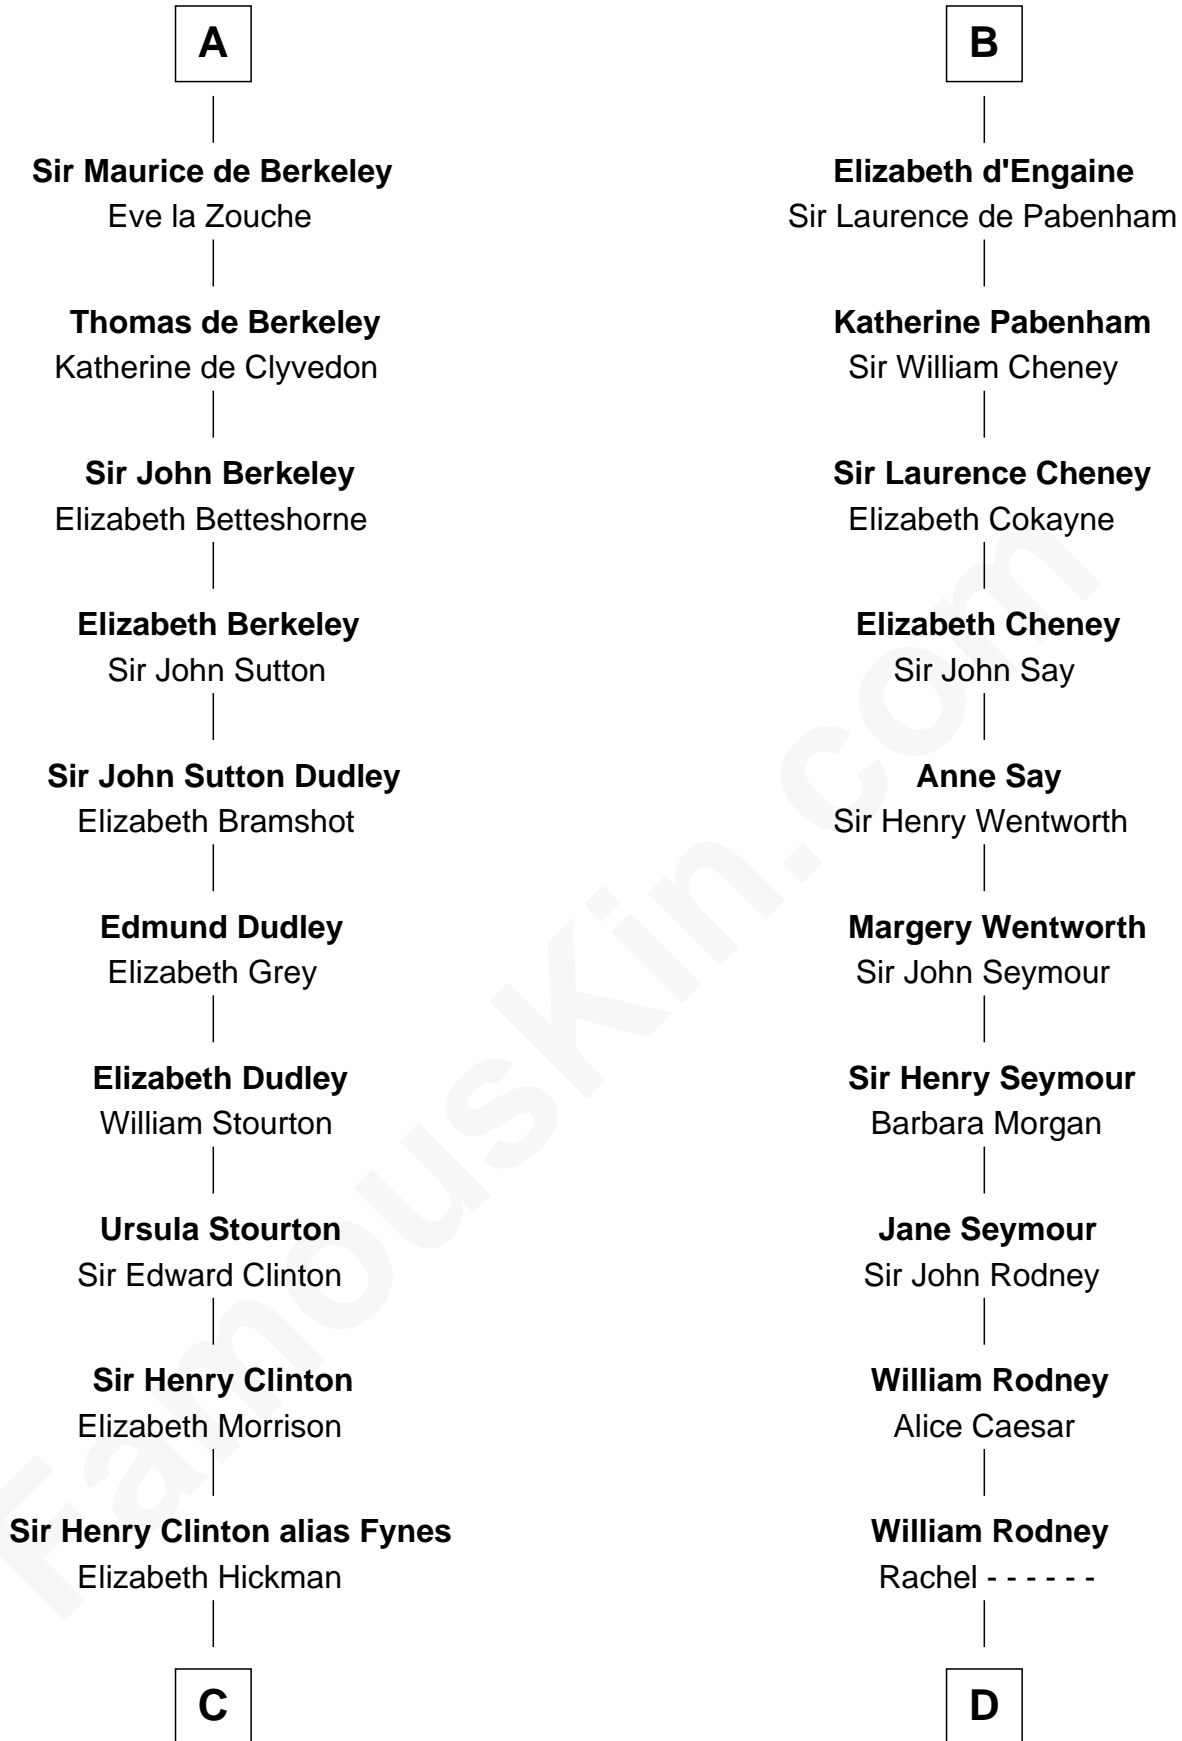 A
Sir Maurice de Berkeley
Eve la Zouche
Thomas de Berkeley
Katherine de Clyvedon
Sir John Berkeley
Elizabeth Betteshorne
Elizabeth Berkeley
Sir John Sutton
Sir John Sutton Dudley
Elizabeth Bramshot
Edmund Dudley
Elizabeth Grey
Elizabeth Dudley
William Stourton
Ursula Stourton
Sir Edward Clinton
Sir Henry Clinton
Elizabeth Morrison
Sir Henry Clinton alias Fynes
Elizabeth Hickman
C
B
Elizabeth d'Engaine
Sir Laurence de Pabenham
Katherine Pabenham
Sir William Cheney
Sir Laurence Cheney
Elizabeth Cokayne
Elizabeth Cheney
Sir John Say
Anne Say
Sir Henry Wentworth
Margery Wentworth
Sir John Seymour
Sir Henry Seymour
Barbara Morgan
Jane Seymour
Sir John Rodney
William Rodney
Alice Caesar
William Rodney
Rachel - - - - - -
D
FamousKin.com